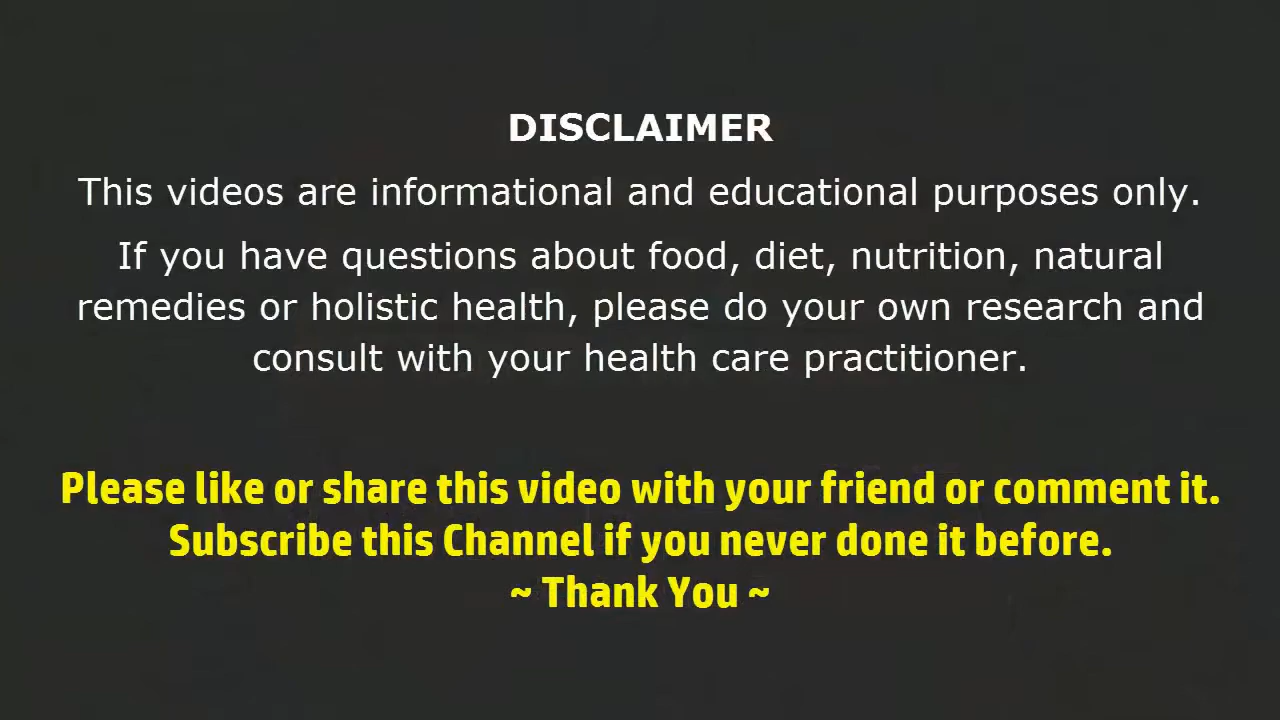 DISCLAIMER
This videos are informational and educational purposes only.
If you have questions about food, diet, nutrition, natural
remedies or holistic health, please do your own research and
consult with your health care practitioner.
Please like or share this video with your friend or comment it.
Subscribe this Channel if you never done it before.
~ Thank You ~